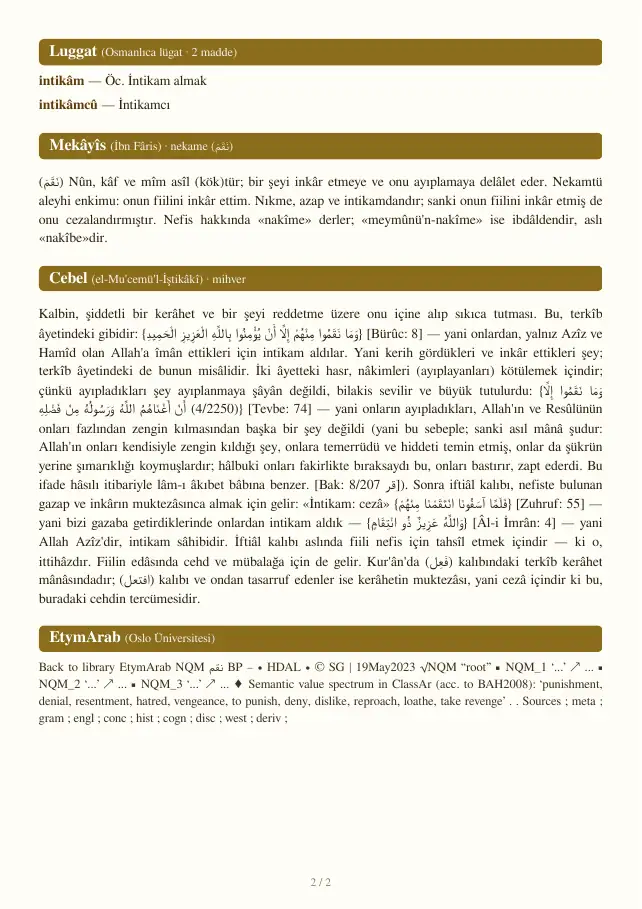 Luggat (Osmanlıca lügat · 2 madde)
intikâm — Öc. İntikam almak
intikâmcû — İntikamcı
Mekâyîs (İbn Fâris) · nekame (نَقَمَ)
(نَقَمَ) Nûn, kâf ve mîm asîl (kök)tür; bir şeyi inkâr etmeye ve onu ayıplamaya delâlet eder. Nekamtü
aleyhi enkimu: onun fiilini inkâr ettim. Nıkme, azap ve intikamdandır; sanki onun fiilini inkâr etmiş de
onu cezalandırmıştır. Nefis hakkında «nakîme» derler; «meymûnü'n-nakîme» ise ibdâldendir, aslı
«nakîbe»dir.
Cebel (el-Mu'cemü'l-İştikâkî) · mihver
Kalbin, şiddetli bir kerâhet ve bir şeyi reddetme üzere onu içine alıp sıkıca tutması. Bu, terkîb
âyetindeki gibidir: {وَمَا نَقَمُوا مِنْهُمْ إِلَّا أَنْ يُؤْمِنُوا بِاللَّهِ الْعَزِيزِ الْحَمِيدِ} [Bürûc: 8] — yani onlardan, yalnız Azîz ve
Hamîd olan Allah'a îmân ettikleri için intikam aldılar. Yani kerih gördükleri ve inkâr ettikleri şey;
terkîb âyetindeki de bunun misâlidir. İki âyetteki hasr, nâkimleri (ayıplayanları) kötülemek içindir;
çünkü ayıpladıkları şey ayıplanmaya şâyân değildi, bilakis sevilir ve büyük tutulurdu: {وَمَا نَقَمُوا إِلَّا
أَنْ أَغْنَاهُمُ اللَّهُ وَرَسُولُهُ مِنْ فَضْلِهِ (4/2250)} [Tevbe: 74] — yani onların ayıpladıkları, Allah'ın ve Resûlünün
onları fazlından zengin kılmasından başka bir şey değildi (yani bu sebeple; sanki asıl mânâ şudur:
Allah'ın onları kendisiyle zengin kıldığı şey, onlara temerrüdü ve hiddeti temin etmiş, onlar da şükrün
yerine şımarıklığı koymuşlardır; hâlbuki onları fakirlikte bıraksaydı bu, onları bastırır, zapt ederdi. Bu
ifade hâsılı itibariyle lâm-ı âkıbet bâbına benzer. [Bak: 8/207 قر]). Sonra iftiâl kalıbı, nefiste bulunan
gazap ve inkârın muktezâsınca almak için gelir: «İntikam: cezâ» {فَلَمَّا آسَفُونَا انْتَقَمْنَا مِنْهُمْ} [Zuhruf: 55] —
yani bizi gazaba getirdiklerinde onlardan intikam aldık — {وَاللَّهُ عَزِيزٌ ذُو انْتِقَامٍ} [Âl-i İmrân: 4] — yani
Allah Azîz'dir, intikam sâhibidir. İftiâl kalıbı aslında fiili nefis için tahsîl etmek içindir — ki o,
ittihâzdır. Fiilin edâsında cehd ve mübalağa için de gelir. Kur'ân'da (فَعِل) kalıbındaki terkîb kerâhet
mânâsındadır; (افتعل) kalıbı ve ondan tasarruf edenler ise kerâhetin muktezâsı, yani cezâ içindir ki bu,
buradaki cehdin tercümesidir.
EtymArab (Oslo Üniversitesi)
Back to library EtymArab NQM نقم BP – • HDAL • © SG | 19May2023 √NQM “root” ▪ NQM_1 ‘...’ ↗ ... ▪
NQM_2 ‘...’ ↗ ... ▪ NQM_3 ‘...’ ↗ ... ♦ Semantic value spectrum in ClassAr (acc. to BAH2008): ‘punishment,
denial, resentment, hatred, vengeance, to punish, deny, dislike, reproach, loathe, take revenge’ . . Sources ; meta ;
gram ; engl ; conc ; hist ; cogn ; disc ; west ; deriv ;
2 / 2